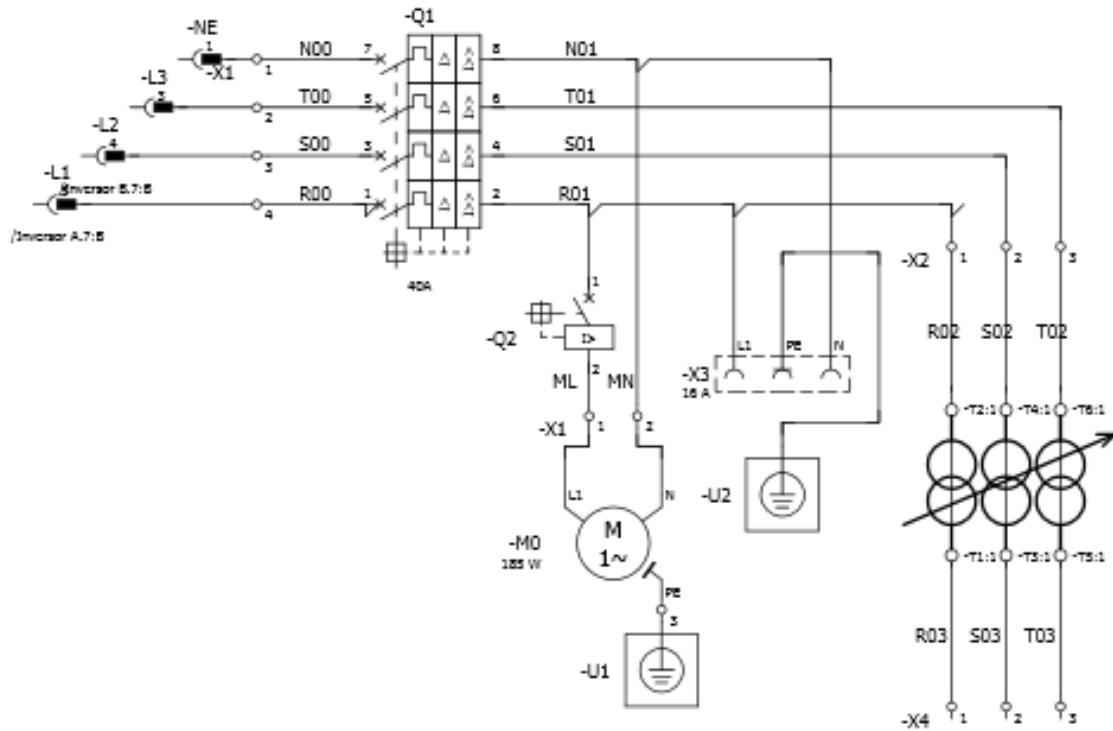 -NE
-Q1
1
N00
7
8
N01
-X1
1
-L3
3
T00
5
6
T01
2
-L2
4
S00
3
4
S01
3
-L1
/Inversor B.7:B
R00
1
2
R01
4
/Inversor A.7:B
40A
-X2
1
2
3
1
-Q2
I>
2
R02
S02
T02
L1
PE
N
-X3
16 A
ML
MN
-X1
1
2
-T2:1
-T4:1
-T6:1
L1
N
-U2
M
1~
-M0
185 W
-T1:1
-T3:1
-T5:1
PE
3
R03
S03
T03
-U1
-X4
1
2
3